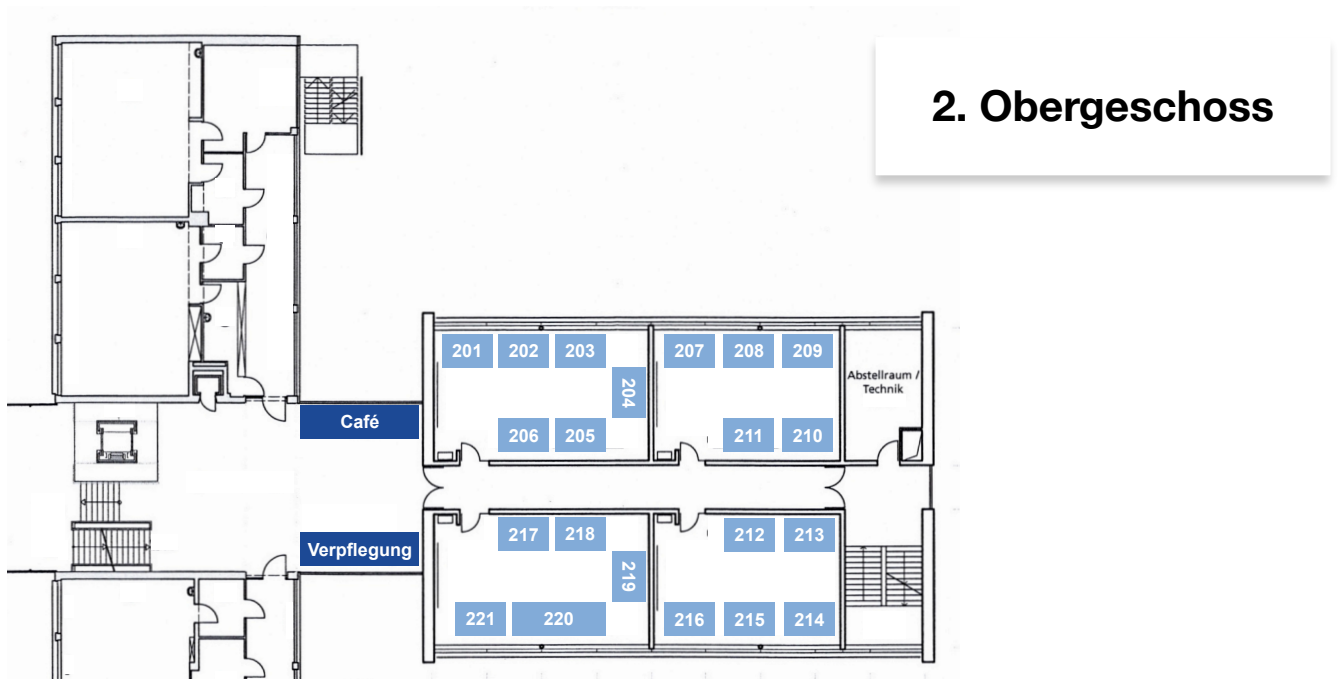 2. Obergeschoss
201 202 203
204
206 205
207 208 209
211 210
Abstellraum /
Technik
Café
Verpflegung
217 218
219
221 220
212 213
216 215 214